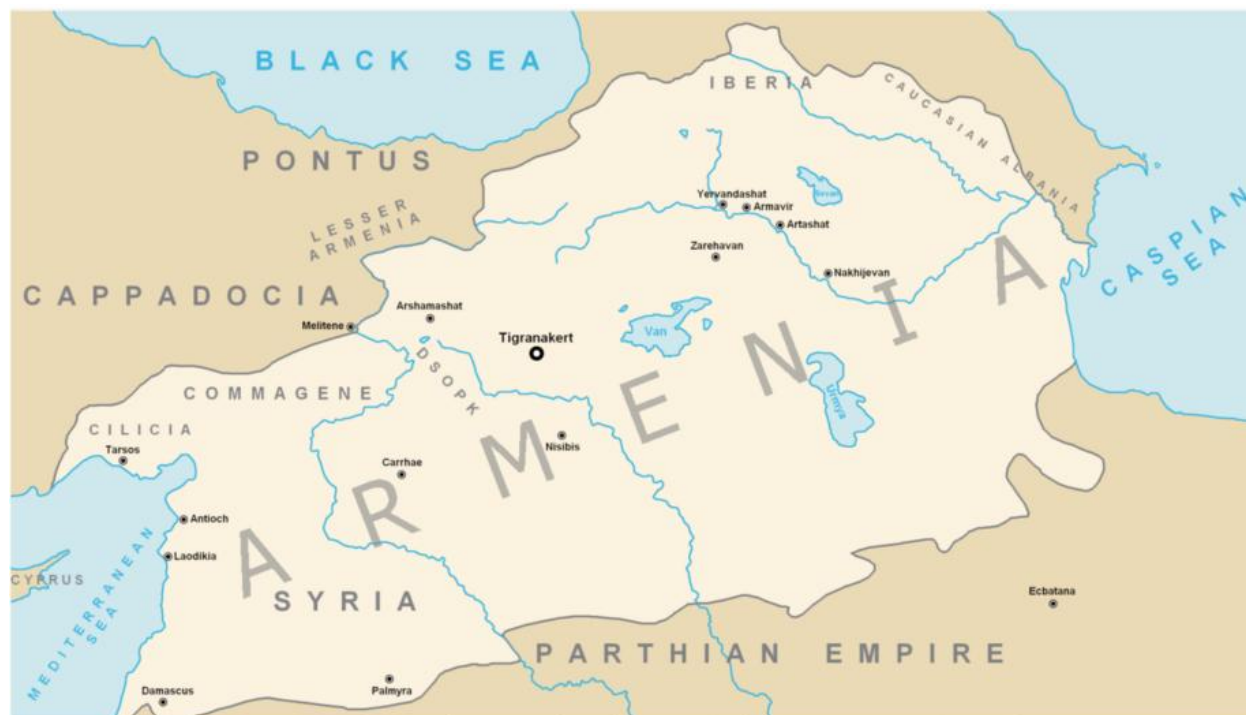 BLACK SEA
IBERIA
CAUCASIAN ALBANIA
PONTUS
LESSER
ARMENIA
Yervandashat
Armavir
Sevan
Artashat
CASPIAN
SEA
Zarehavan
Nakhijevan
CAPPADOCIA
Arshamashat
Melitene
Van
Tigranakert
DSOPK
Urmya
COMMAGENE
CILICIA
Tarsos
Nisibis
Carrhae
ARMENIA
Antioch
Laodikia
CYPRUS
MEDITERRANEAN
SEA
SYRIA
Ecbatana
PARTHIAN EMPIRE
Damascus
Palmyra